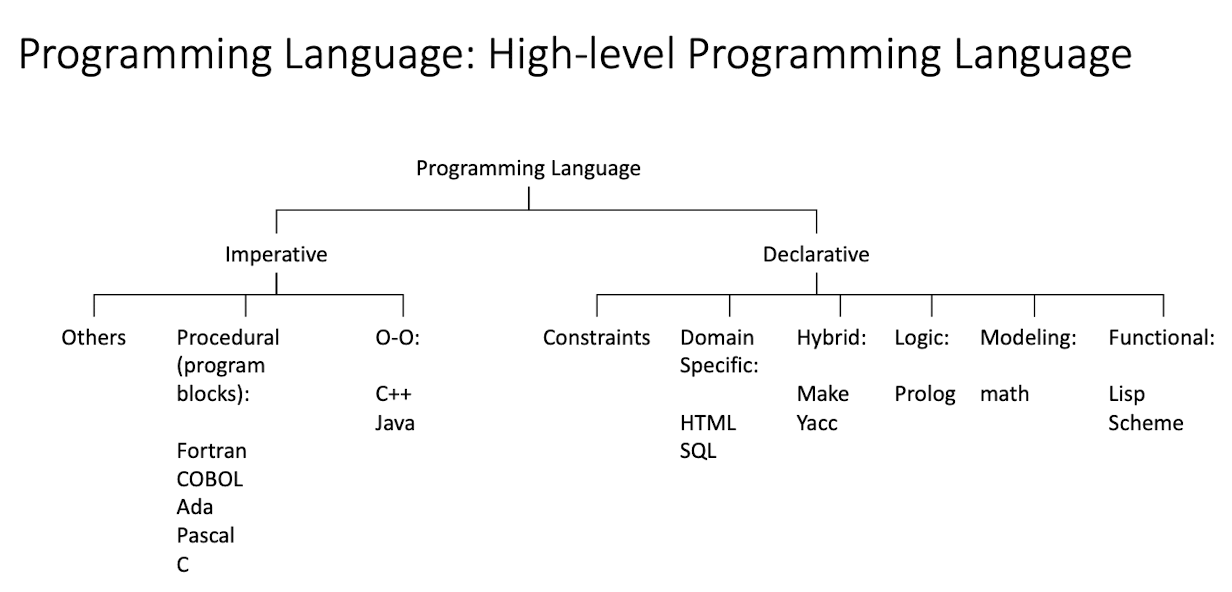 Programming Language: High-level Programming Language
Programming Language
Imperative
Declarative
Others
Procedural
(program
blocks):
Fortran
COBOL
Ada
Pascal
C
O-O:
C++
Java
Constraints
Domain
Specific:
HTML
SQL
Hybrid:
Make
Yacc
Logic:
Prolog
Modeling:
math
Functional:
Lisp
Scheme